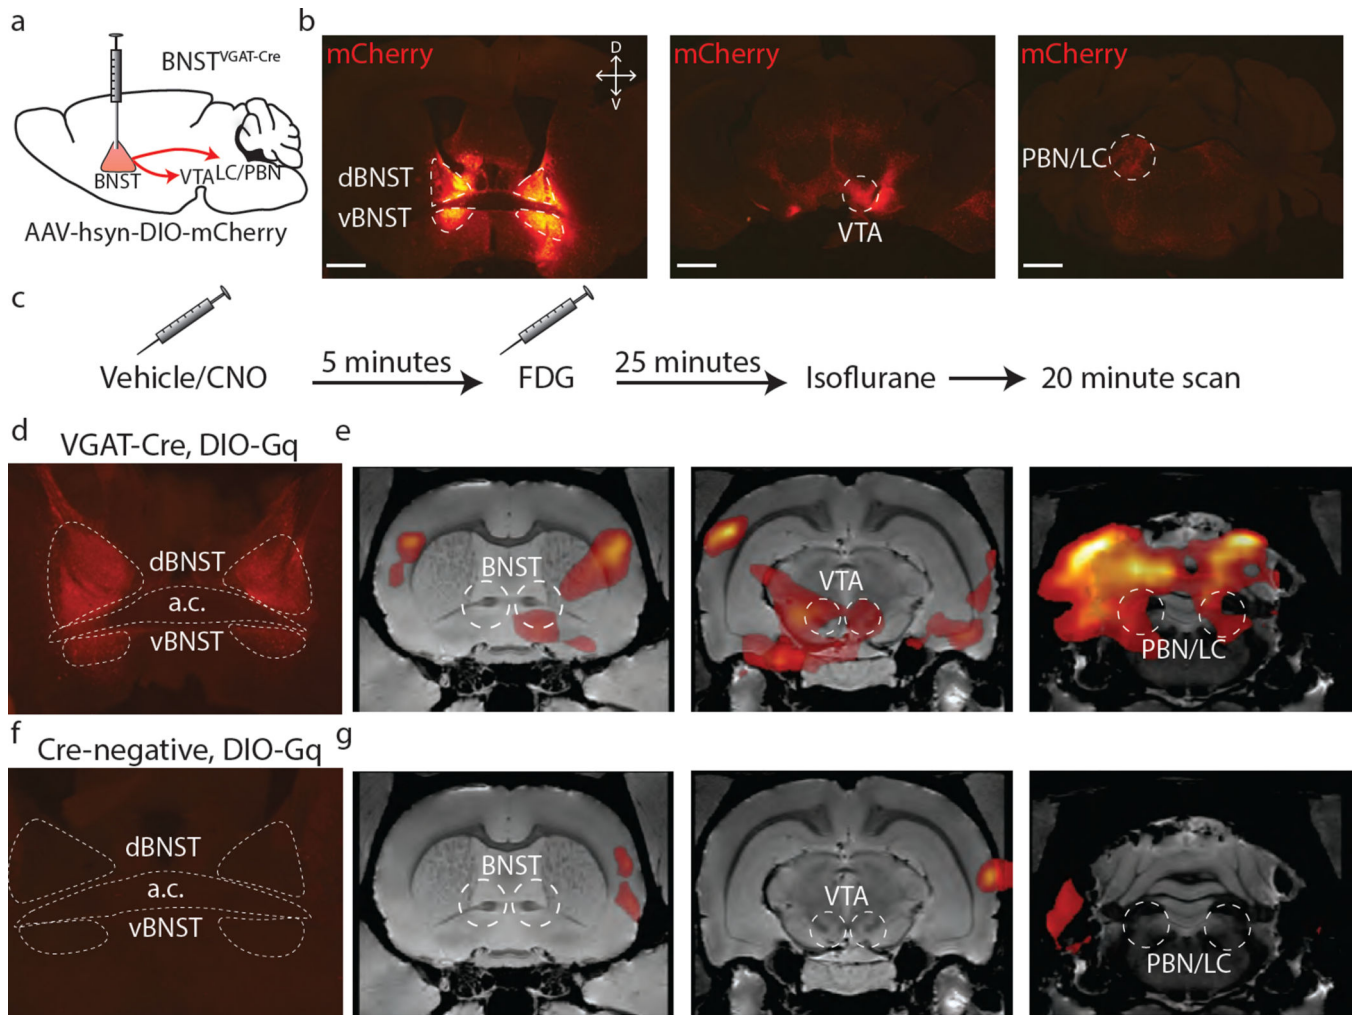 a
BNSTVGAT-Cre
BNST
VTA
LC/PBN
AAV-hsyn-DIO-mCherry
b
mCherry
D
V
dBNST
vBNST
mCherry
VTA
mCherry
PBN/LC
c
Vehicle/CNO
5 minutes
FDG
25 minutes
Isoflurane
20 minute scan
d
VGAT-Cre, DIO-Gq
dBNST
a.c.
vBNST
e
BNST
VTA
PBN/LC
f
Cre-negative, DIO-Gq
dBNST
a.c.
vBNST
g
BNST
VTA
PBN/LC